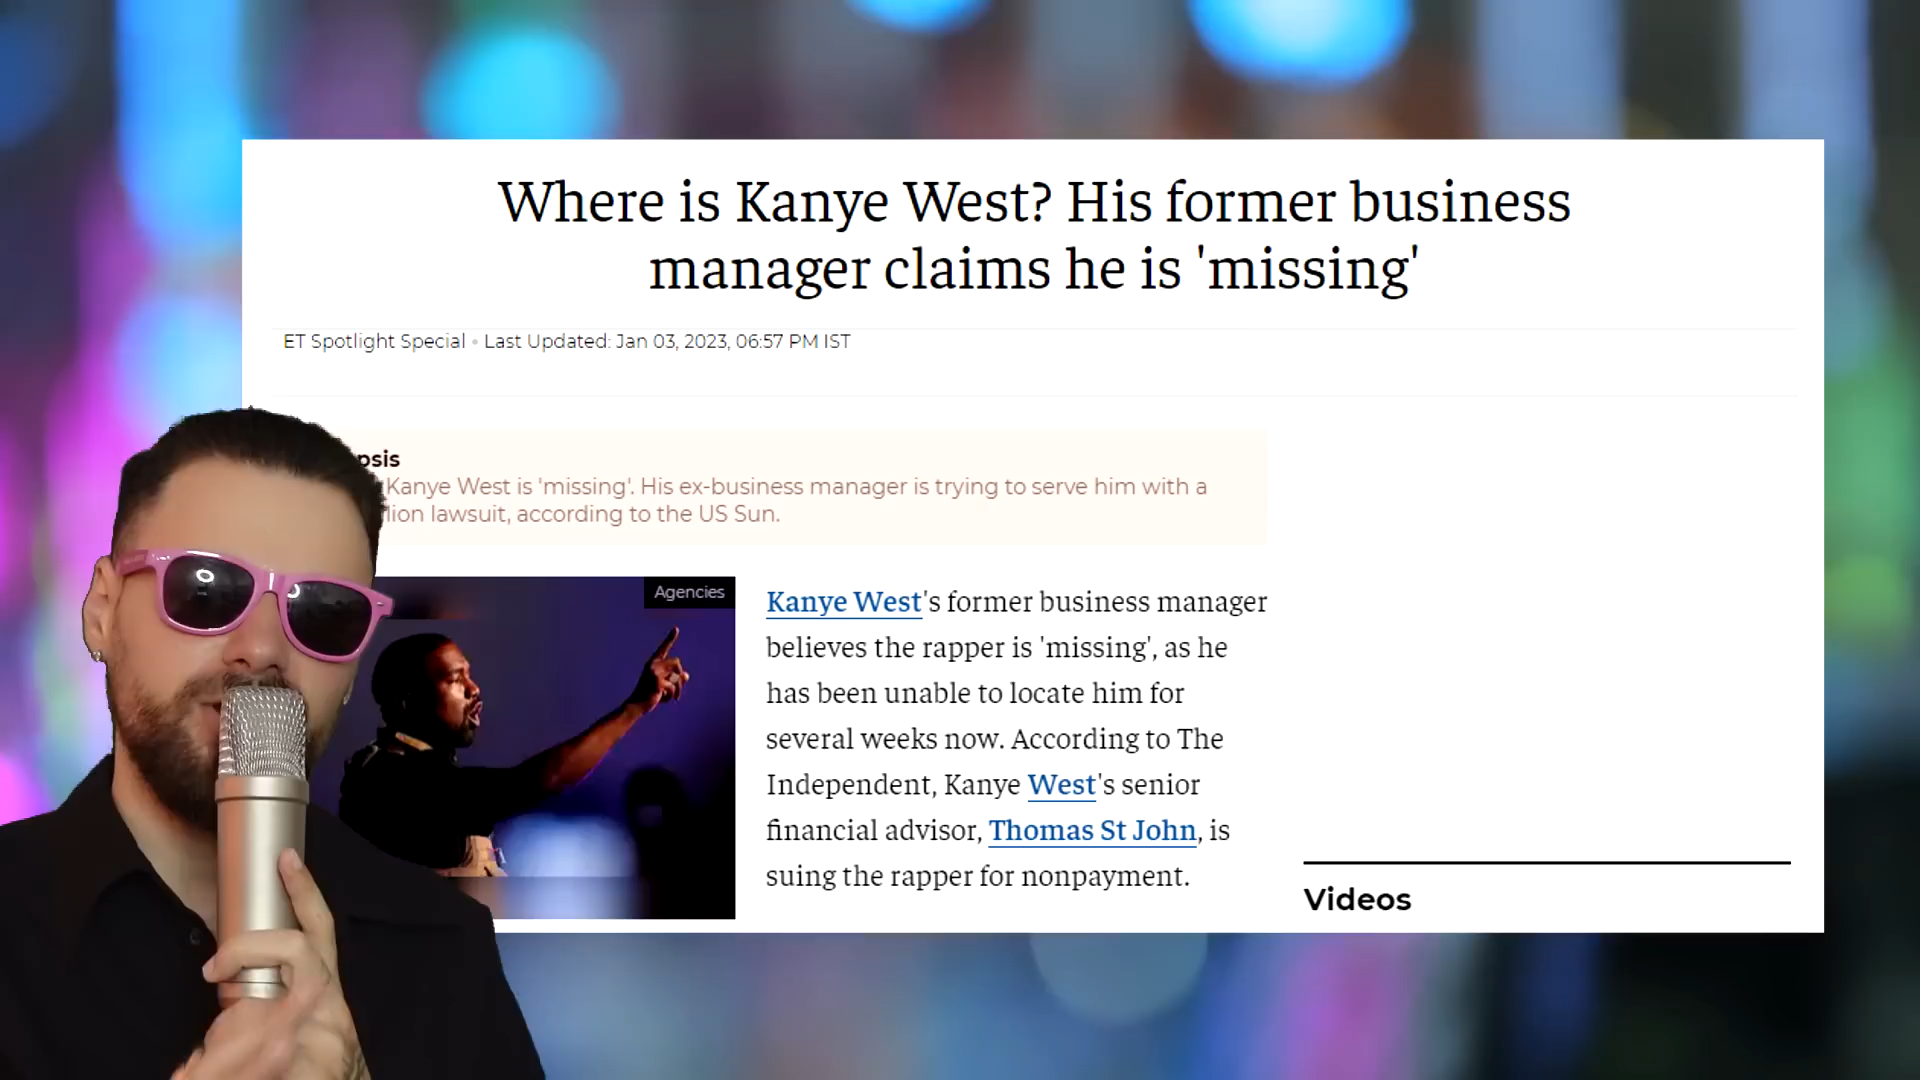 Where is Kanye West? His former business
manager claims he is 'missing'
ET Spotlight Special • Last Updated: Jan 03, 2023, 06:57 PM IST
Kanye West is 'missing'. His ex-business manager is trying to serve him with a
lawsuit, according to the US Sun.
Agencies
Kanye West's former business manager
believes the rapper is 'missing', as he
has been unable to locate him for
several weeks now. According to The
Independent, Kanye West's senior
financial advisor, Thomas St John, is
suing the rapper for nonpayment.
Videos